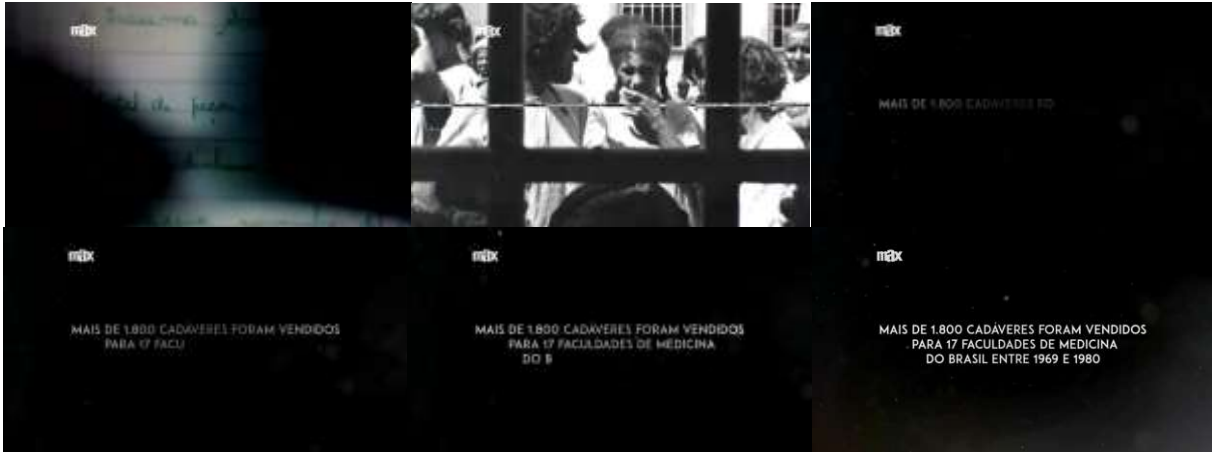 max
max
max
MAIS DE 1.800 CADÁVERES FO
max
MAIS DE 1.800 CADÁVERES FORAM VENDIDOS
PARA 17 FACU
max
MAIS DE 1.800 CADÁVERES FORAM VENDIDOS
PARA 17 FACULDADES DE MEDICINA
DO B
max
MAIS DE 1.800 CADÁVERES FORAM VENDIDOS
PARA 17 FACULDADES DE MEDICINA
DO BRASIL ENTRE 1969 E 1980